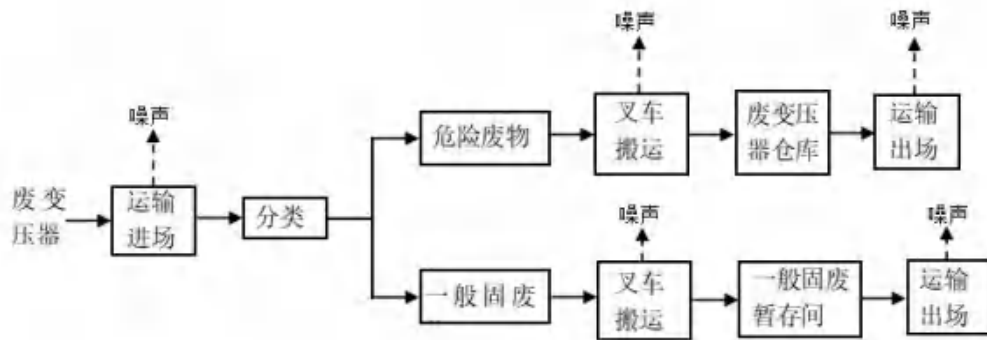 噪声
噪声
噪声
危险废物
叉车
搬运
废变压
器仓库
运输
出场
废变
压器
运输
进场
分类
噪声
噪声
一般固废
叉车
搬运
一般固废
暂存间
运输
出场